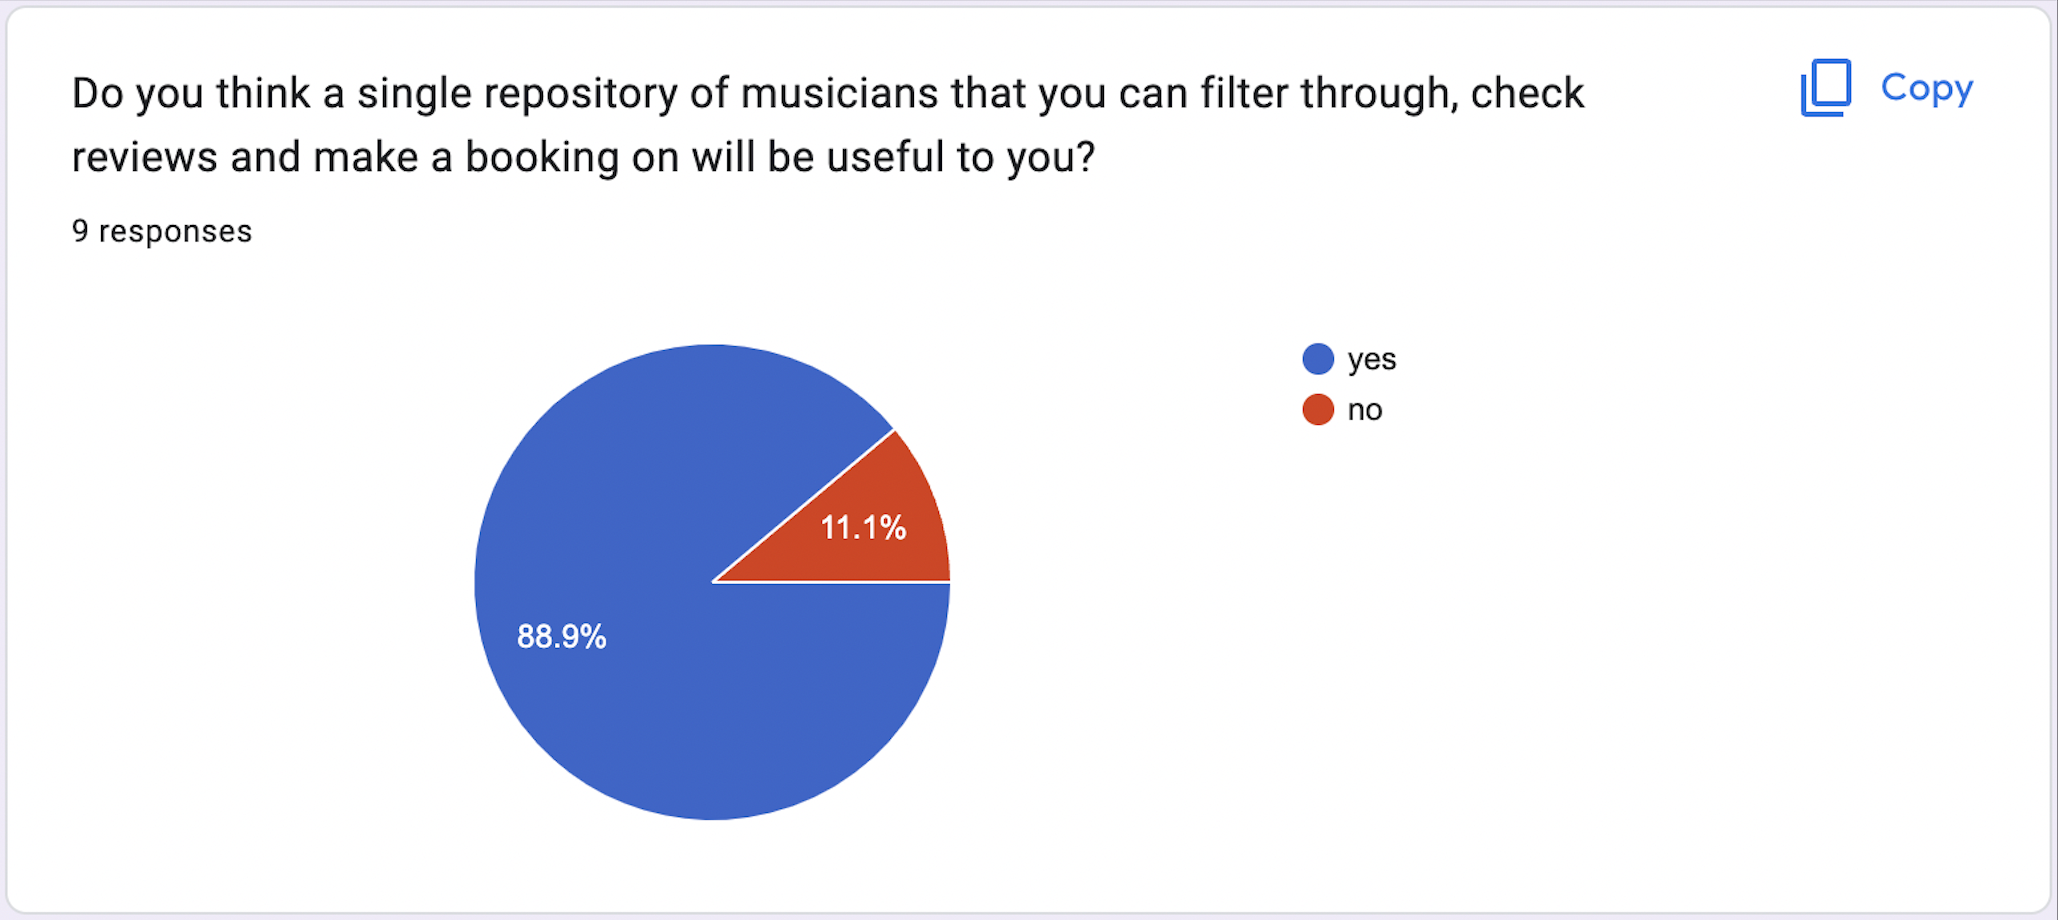 Do you think a single repository of musicians that you can filter through, check
reviews and make a booking on will be useful to you?
Copy
9 responses
yes
no
11.1%
88.9%